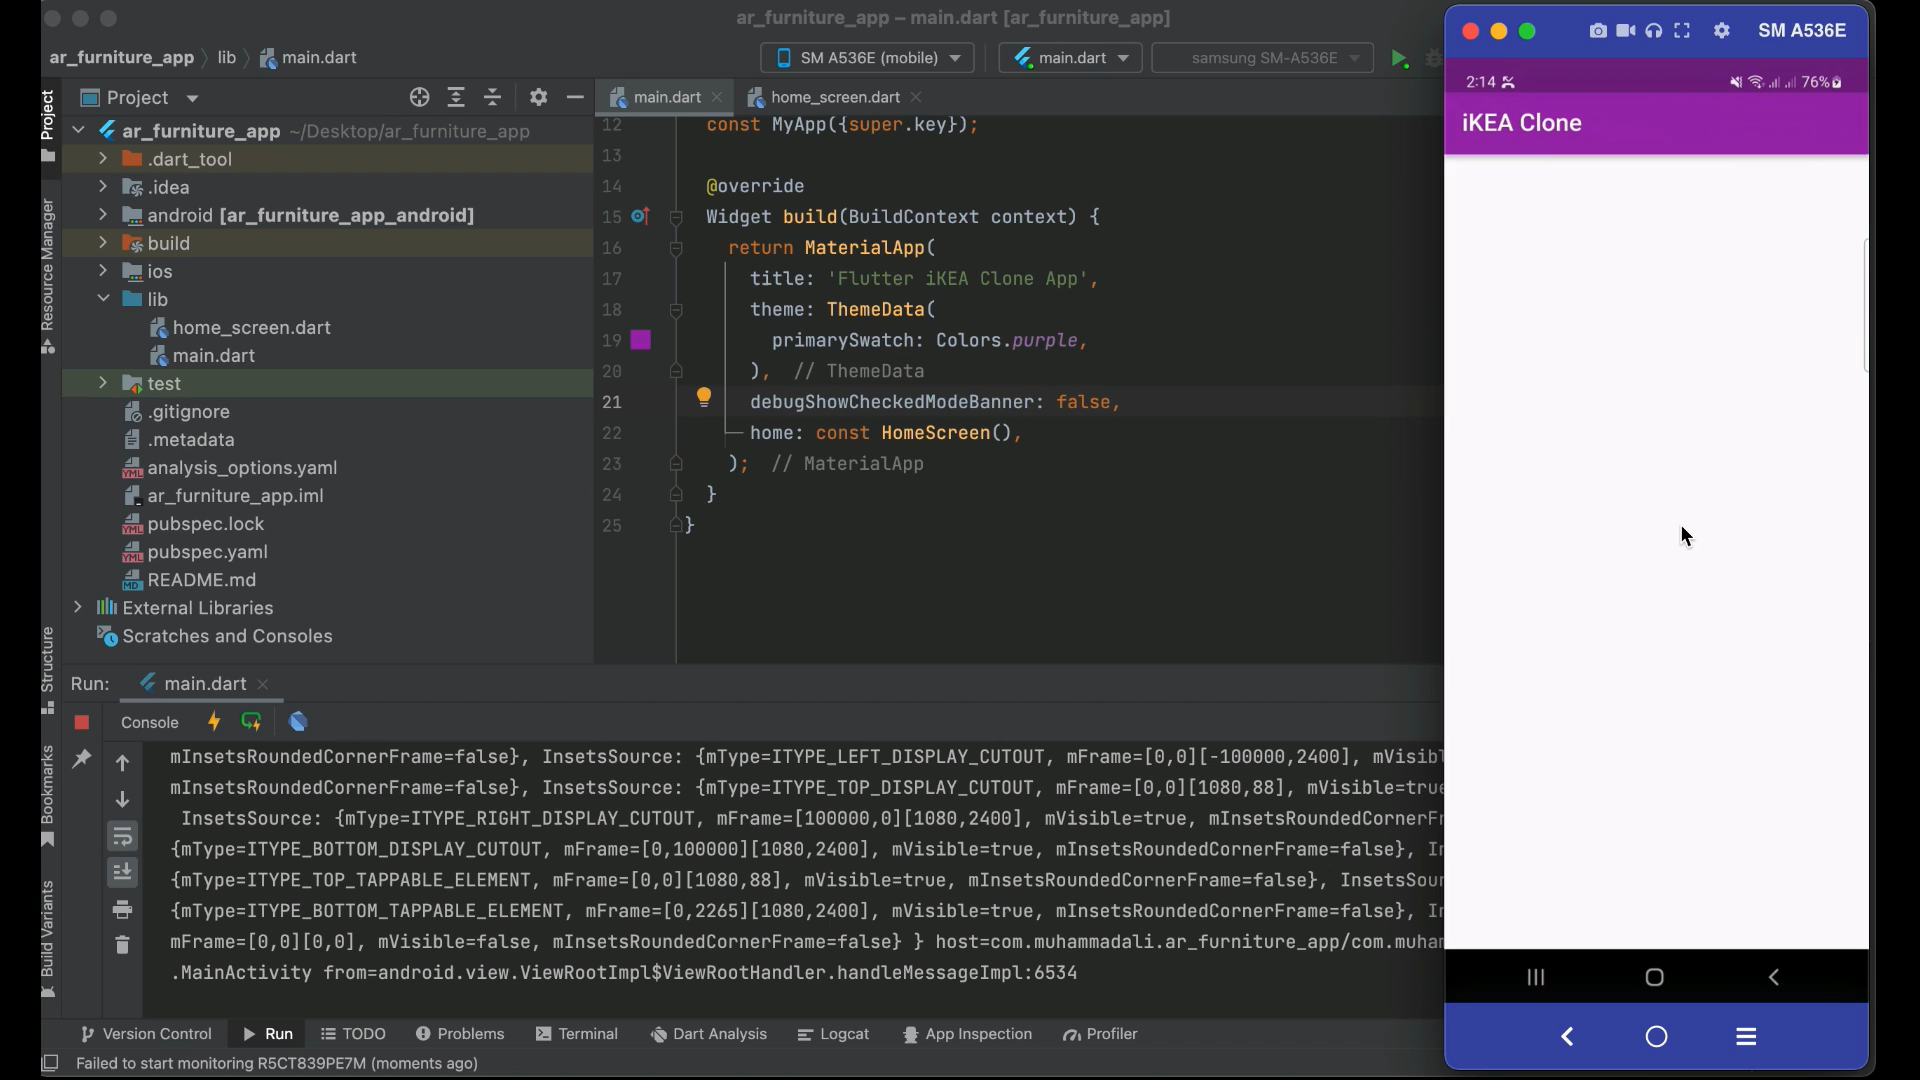 ar_furniture_app – main.dart [ar_furniture_app]
ar_furniture_app lib main.dart
SM A536E (mobile)
main.dart
samsung SM-A536E
Project
Resource Manager
Structure
Bookmarks
Build Variants
Project
ar_furniture_app ~/Desktop/ar_furniture_app
.dart_tool
.idea
android [ar_furniture_app_android]
build
ios
lib
home_screen.dart
main.dart
test
.gitignore
.metadata
analysis_options.yaml
ar_furniture_app.iml
pubspec.lock
pubspec.yaml
README.md
External Libraries
Scratches and Consoles
main.dart
home_screen.dart
12 const MyApp({super.key});
13
14 @override
15 Widget build(BuildContext context) {
16 return MaterialApp(
17 title: 'Flutter iKEA Clone App',
18 theme: ThemeData(
19 primarySwatch: Colors.purple,
20 ), // ThemeData
21 debugShowCheckedModeBanner: false,
22 home: const HomeScreen(),
23 ); // MaterialApp
24 }
25 }
Run: main.dart
Console
mInsetsRoundedCornerFrame=false}, InsetsSource: {mType=ITYPE_LEFT_DISPLAY_CUTOUT, mFrame=[0,0][-100000,2400], mVisibl
mInsetsRoundedCornerFrame=false}, InsetsSource: {mType=ITYPE_TOP_DISPLAY_CUTOUT, mFrame=[0,0][1080,88], mVisible=true
InsetsSource: {mType=ITYPE_RIGHT_DISPLAY_CUTOUT, mFrame=[100000,0][1080,2400], mVisible=true, mInsetsRoundedCornerFr
{mType=ITYPE_BOTTOM_DISPLAY_CUTOUT, mFrame=[0,100000][1080,2400], mVisible=true, mInsetsRoundedCornerFrame=false}, In
{mType=ITYPE_TOP_TAPPABLE_ELEMENT, mFrame=[0,0][1080,88], mVisible=true, mInsetsRoundedCornerFrame=false}, InsetsSour
{mType=ITYPE_BOTTOM_TAPPABLE_ELEMENT, mFrame=[0,2265][1080,2400], mVisible=true, mInsetsRoundedCornerFrame=false}, In
mFrame=[0,0][0,0], mVisible=false, mInsetsRoundedCornerFrame=false} } host=com.muhammadali.ar_furniture_app/com.muham
.MainActivity from=android.view.ViewRootImpl$ViewRootHandler.handleMessageImpl:6534
Version Control Run TODO Problems Terminal Dart Analysis Logcat App Inspection Profiler
Failed to start monitoring R5CT839PE7M (moments ago)
SM A536E
2:14 76%
iKEA Clone